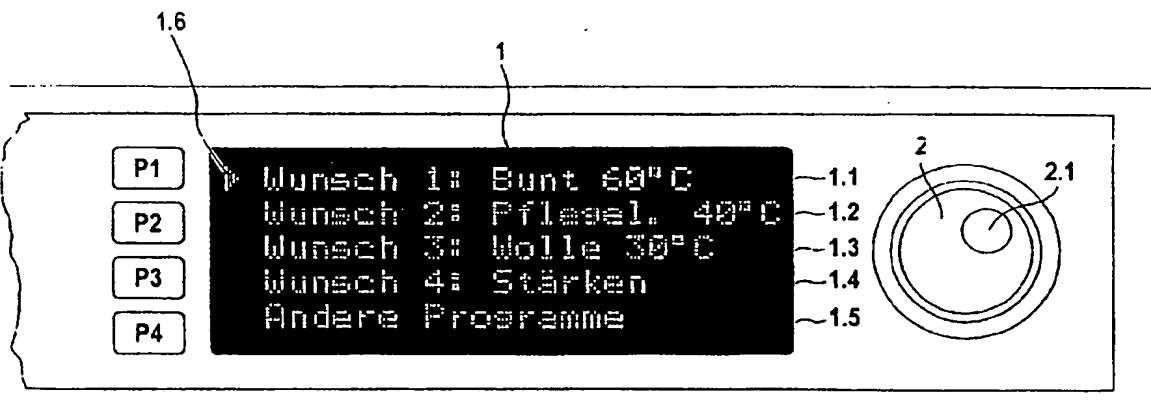 1.6
1
P1
P2
P3
P4
Wunsch 1: Bunt 60°C
Wunsch 2: Pflegel. 40°C
Wunsch 3: Wolle 30°C
Wunsch 4: Stärken
Andere Programme
1.1
1.2
1.3
1.4
1.5
2
2.1